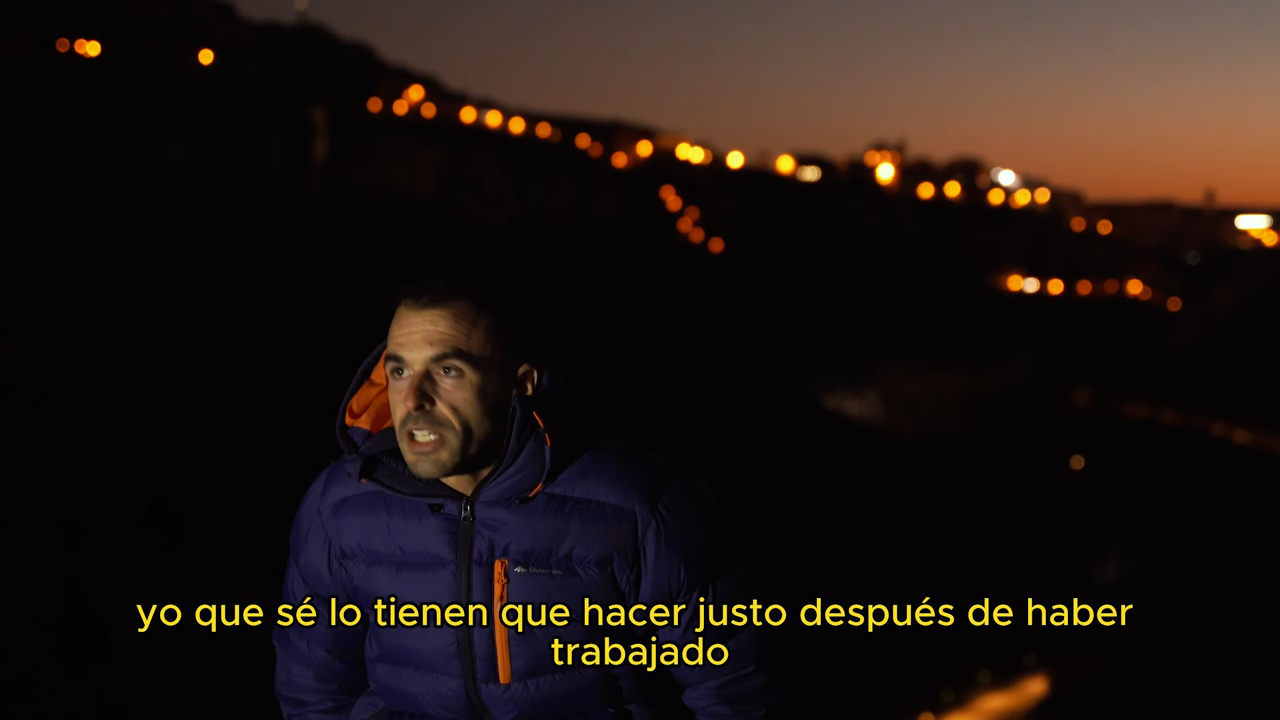 yo que sé lo tienen que hacer justo después de haber
trabajado